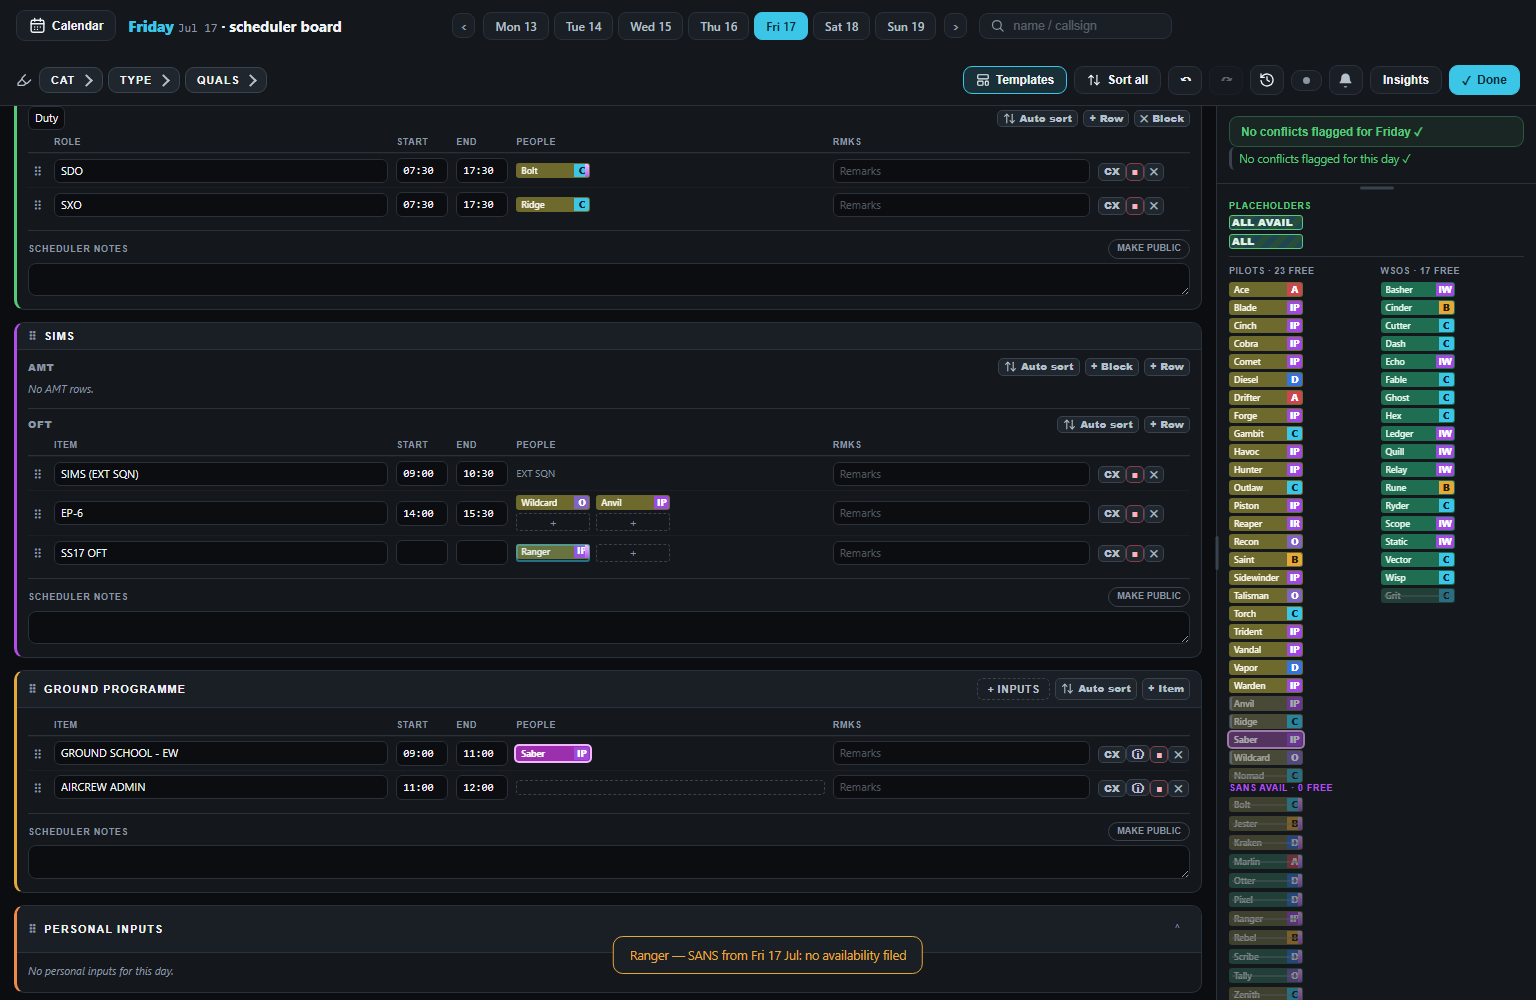 Calendar
Friday Jul 17 · scheduler board
‹ Mon 13 Tue 14 Wed 15 Thu 16 Fri 17 Sat 18 Sun 19 ›
name / callsign
CAT TYPE QUALS
Templates Sort all Insights ✓ Done
Duty Auto sort + Row ✕ Block
ROLE START END PEOPLE RMKS
SDO 07:30 17:30 Bolt C Remarks CX ✕
SXO 07:30 17:30 Ridge C Remarks CX ✕
SCHEDULER NOTES MAKE PUBLIC
SIMS
AMT Auto sort + Block + Row
No AMT rows.
OFT Auto sort + Row
ITEM START END PEOPLE RMKS
SIMS (EXT SQN) 09:00 10:30 EXT SQN Remarks CX ✕
EP-6 14:00 15:30 Wildcard O Anvil IP Remarks CX ✕
+ +
SS17 OFT Ranger IP + Remarks CX ✕
SCHEDULER NOTES MAKE PUBLIC
GROUND PROGRAMME + INPUTS Auto sort + Item
ITEM START END PEOPLE RMKS
GROUND SCHOOL - EW 09:00 11:00 Saber IP Remarks CX ✕
AIRCREW ADMIN 11:00 12:00 Remarks CX ✕
SCHEDULER NOTES MAKE PUBLIC
PERSONAL INPUTS
No personal inputs for this day.
Ranger — SANS from Fri 17 Jul: no availability filed
No conflicts flagged for Friday ✓
No conflicts flagged for this day ✓
PLACEHOLDERS
ALL AVAIL
ALL
PILOTS · 23 FREE
Ace A
Blade IP
Cinch IP
Cobra IP
Comet IP
Diesel D
Drifter A
Forge IP
Gambit C
Havoc IP
Hunter IP
Outlaw C
Piston IP
Reaper IR
Recon O
Saint B
Sidewinder IP
Talisman O
Torch C
Trident IP
Vandal IP
Vapor D
Warden IP
Anvil IP
Ridge C
Saber IP
Wildcard O
Nomad C
WSOS · 17 FREE
Basher IW
Cinder B
Cutter C
Dash C
Echo IW
Fable C
Ghost C
Hex C
Ledger IW
Quill IW
Relay IW
Rune B
Ryder C
Scope IW
Static IW
Vector C
Wisp C
Grit C
SANS AVAIL · 0 FREE
Bolt C
Jester B
Kraken D
Marlin A
Otter D
Pixel D
Ranger IP
Rebel B
Scribe D
Tally O
Zenith C